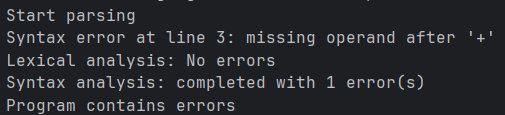 Start parsing
Syntax error at line 3: missing operand after '+'
Lexical analysis: No errors
Syntax analysis: completed with 1 error(s)
Program contains errors